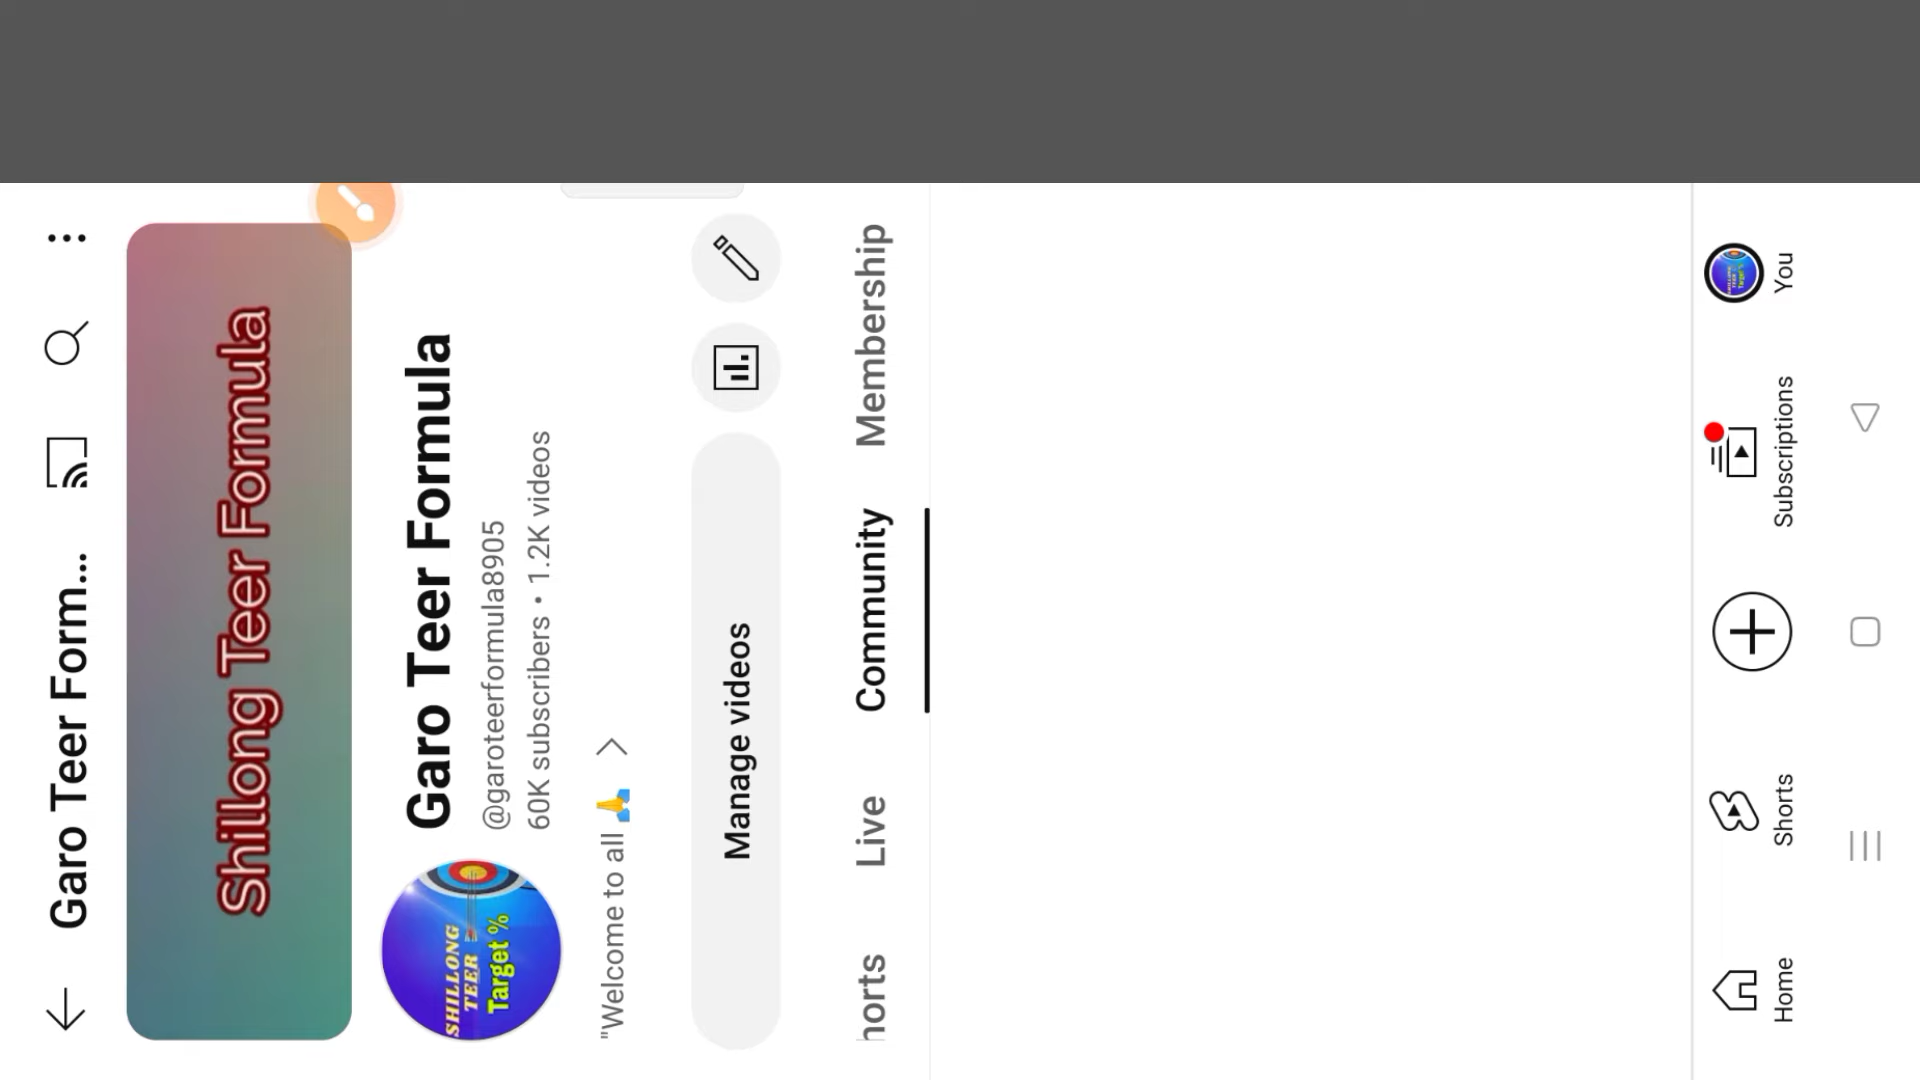 Garo Teer Form...
Shillong Teer Formula
SHILLONG
TEER
Target %
Garo Teer Formula
@garoteerformula8905
60K subscribers • 1.2K videos
"Welcome to all 🙏
Manage videos
horts Live Community Membership
Home Shorts Subscriptions You